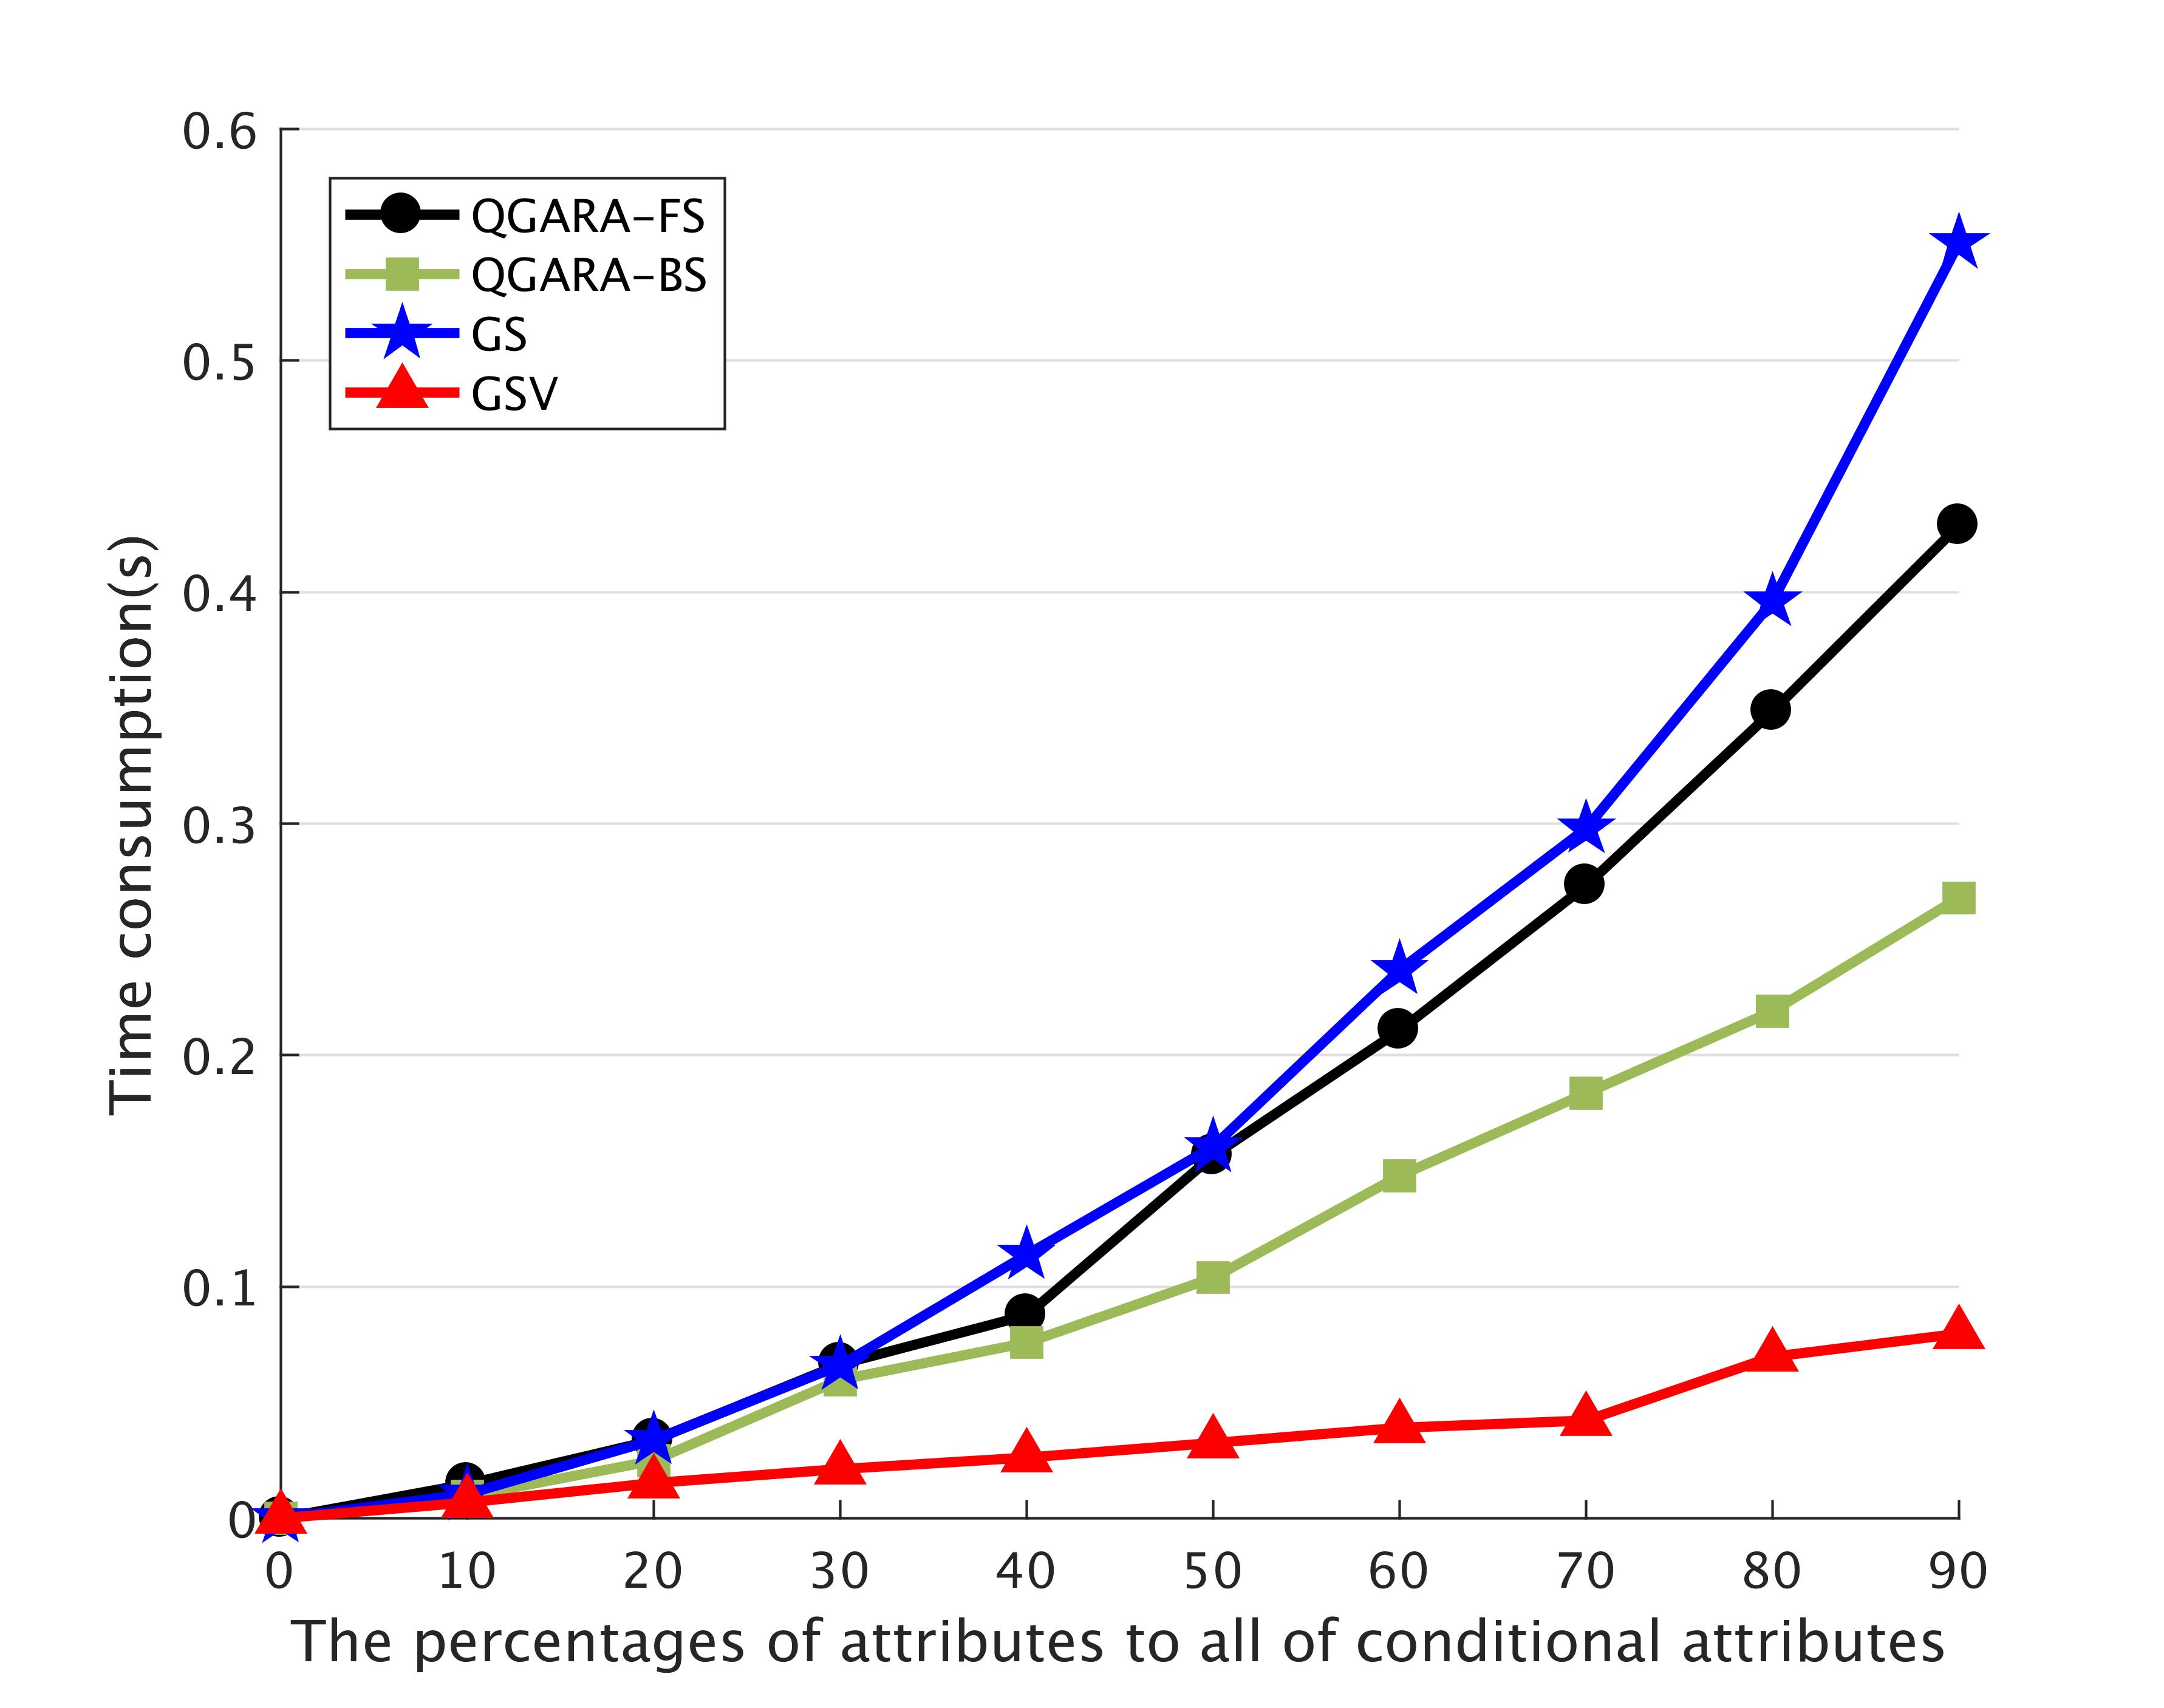 0.6
0.5
0.4
0.3
0.2
0.1
0
Time consumption(s)
QGARA-FS
QGARA-BS
GS
GSV
0 10 20 30 40 50 60 70 80 90
The percentages of attributes to all of conditional attributes